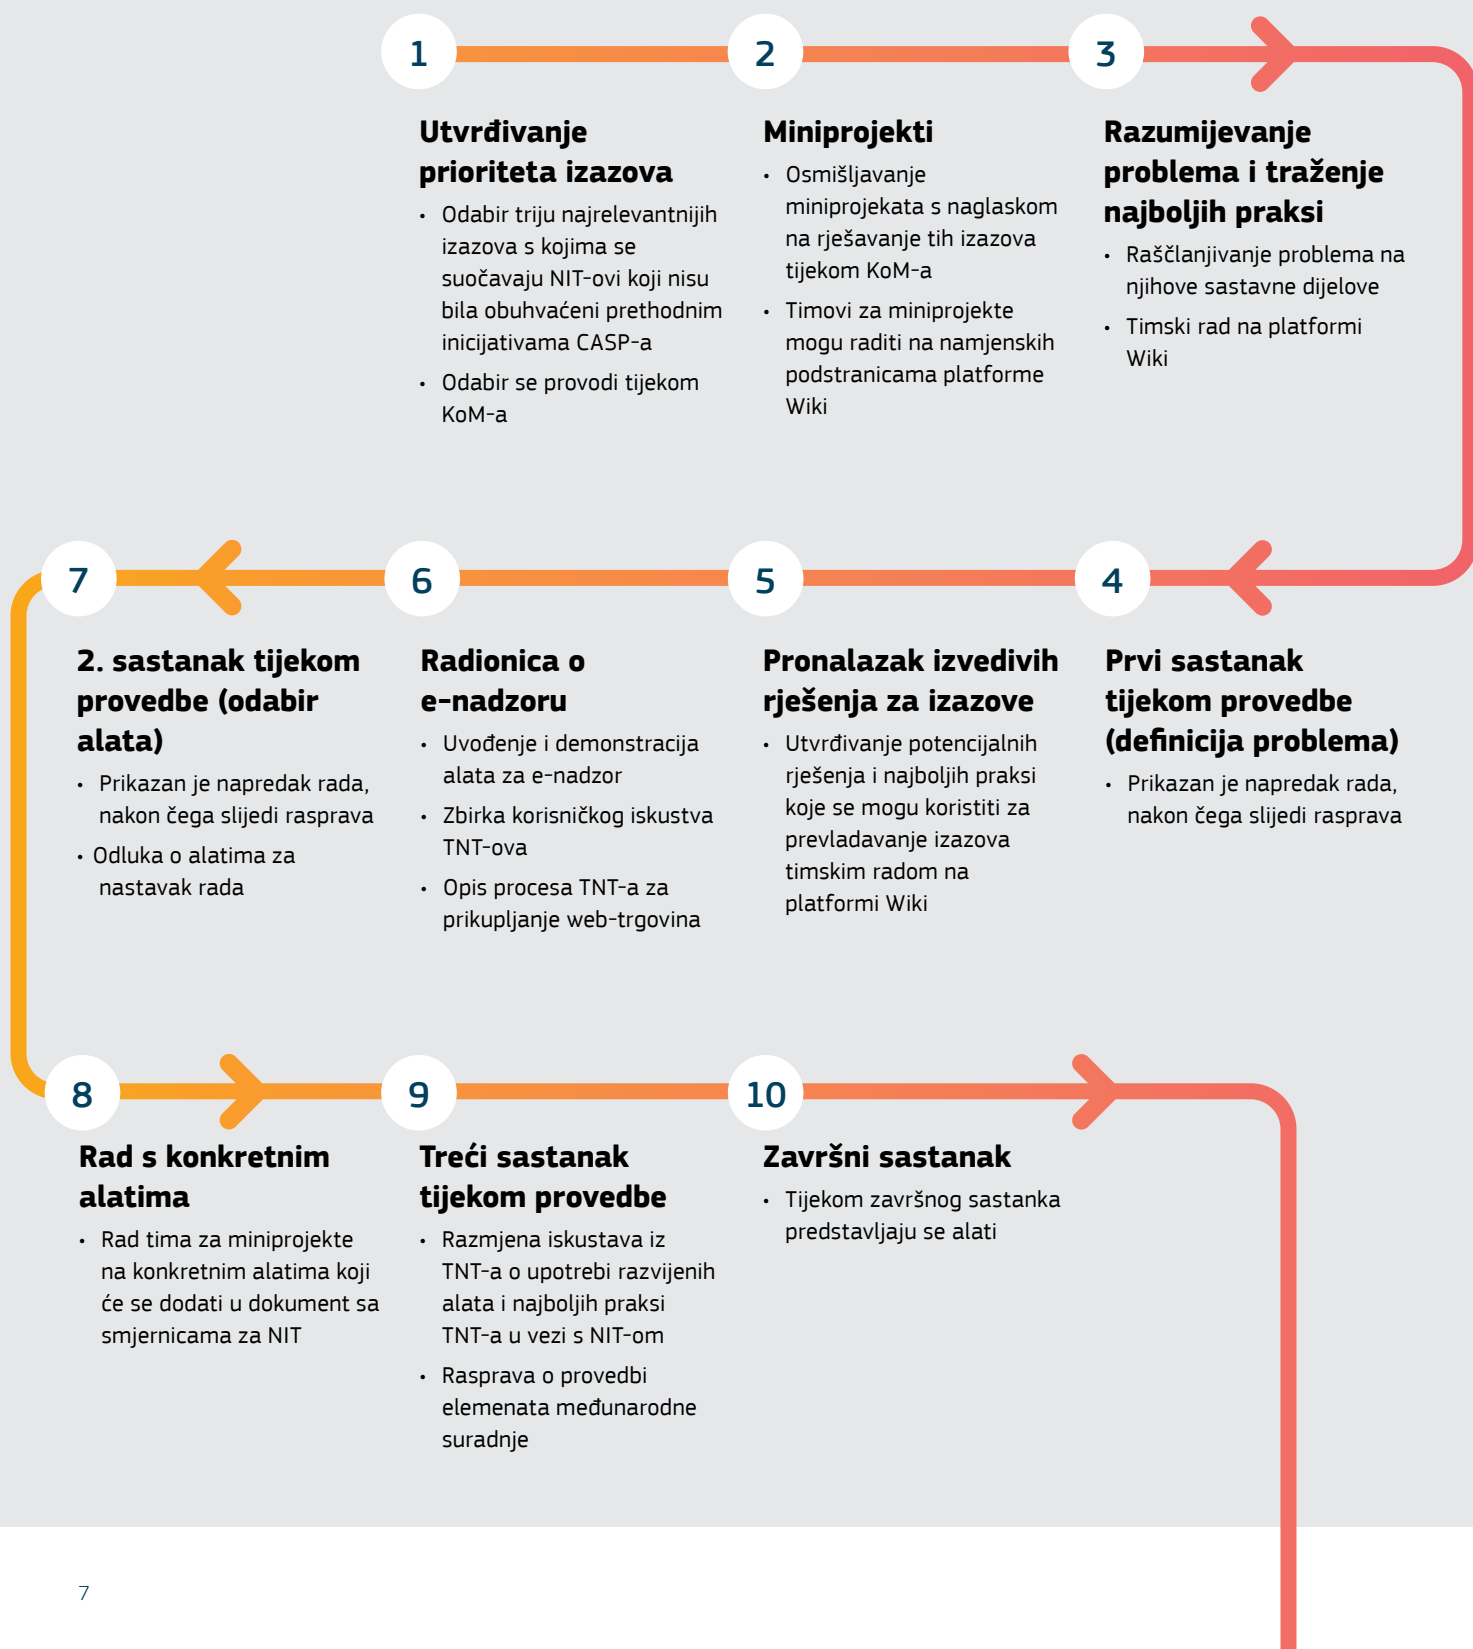 1
Utvrđivanje
prioriteta izazova
• Odabir triju najrelevantnijih
izazova s kojima se
suočavaju NIT-ovi koji nisu
bila obuhvaćeni prethodnim
inicijativama CASP-a
• Odabir se provodi tijekom
KoM-a
2
Miniprojekti
• Osmišljavanje
miniprojekata s naglaskom
na rješavanje tih izazova
tijekom KoM-a
• Timovi za miniprojekte
mogu raditi na namjenskih
podstranicama platforme
Wiki
3
Razumijevanje
problema i traženje
najboljih praksi
• Raščlanjivanje problema na
njihove sastavne dijelove
• Timski rad na platformi
Wiki
4
Prvi sastanak
tijekom provedbe
(definicija problema)
• Prikazan je napredak rada,
nakon čega slijedi rasprava
5
Pronalazak izvedivih
rješenja za izazove
• Utvrđivanje potencijalnih
rješenja i najboljih praksi
koje se mogu koristiti za
prevladavanje izazova
timskim radom na
platformi Wiki
6
Radionica o
e-nadzoru
• Uvođenje i demonstracija
alata za e-nadzor
• Zbirka korisničkog iskustva
TNT-ova
• Opis procesa TNT-a za
prikupljanje web-trgovina
7
2. sastanak tijekom
provedbe (odabir
alata)
• Prikazan je napredak rada,
nakon čega slijedi rasprava
• Odluka o alatima za
nastavak rada
8
Rad s konkretnim
alatima
• Rad tima za miniprojekte
na konkretnim alatima koji
će se dodati u dokument sa
smjernicama za NIT
9
Treći sastanak
tijekom provedbe
• Razmjena iskustava iz
TNT-a o upotrebi razvijenih
alata i najboljih praksi
TNT-a u vezi s NIT-om
• Rasprava o provedbi
elemenata međunarodne
suradnje
10
Završni sastanak
• Tijekom završnog sastanka
predstavljaju se alati
7